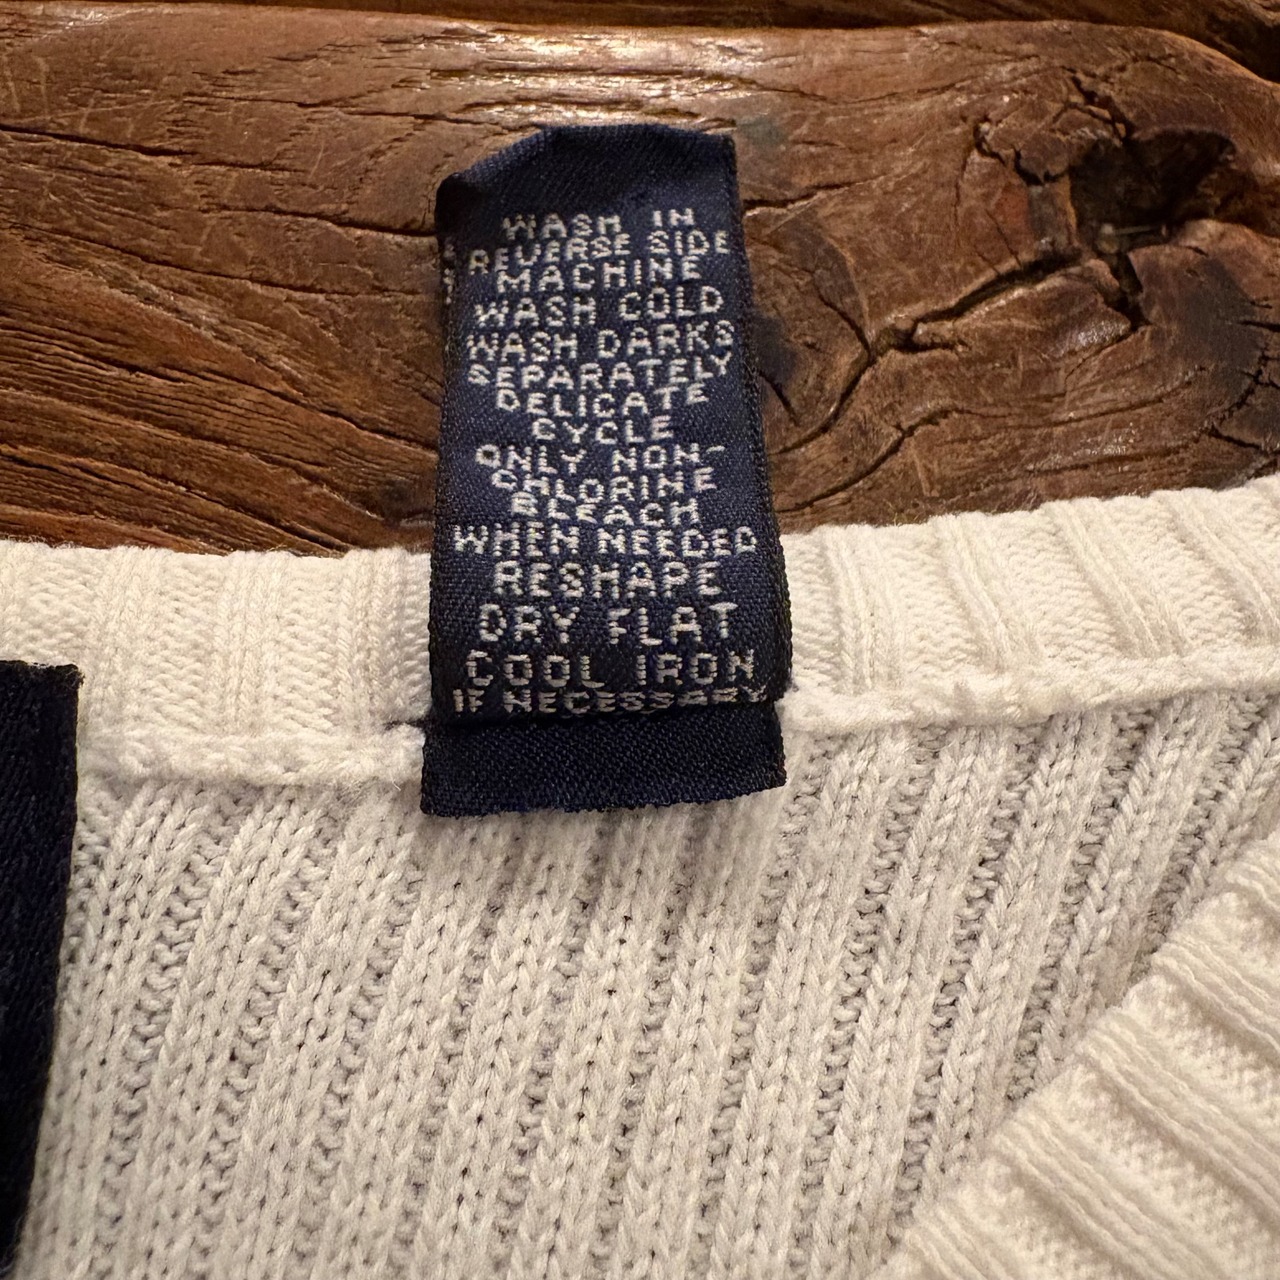 WASH IN
REVERSE SIDE
MACHINE
WASH COLD
WASH DARKS
SEPARATELY
DELICATE
CYCLE
ONLY NON-
CHLORINE
BLEACH
WHEN NEEDED
RESHAPE
DRY FLAT
COOL IRON
IF NECESSARY